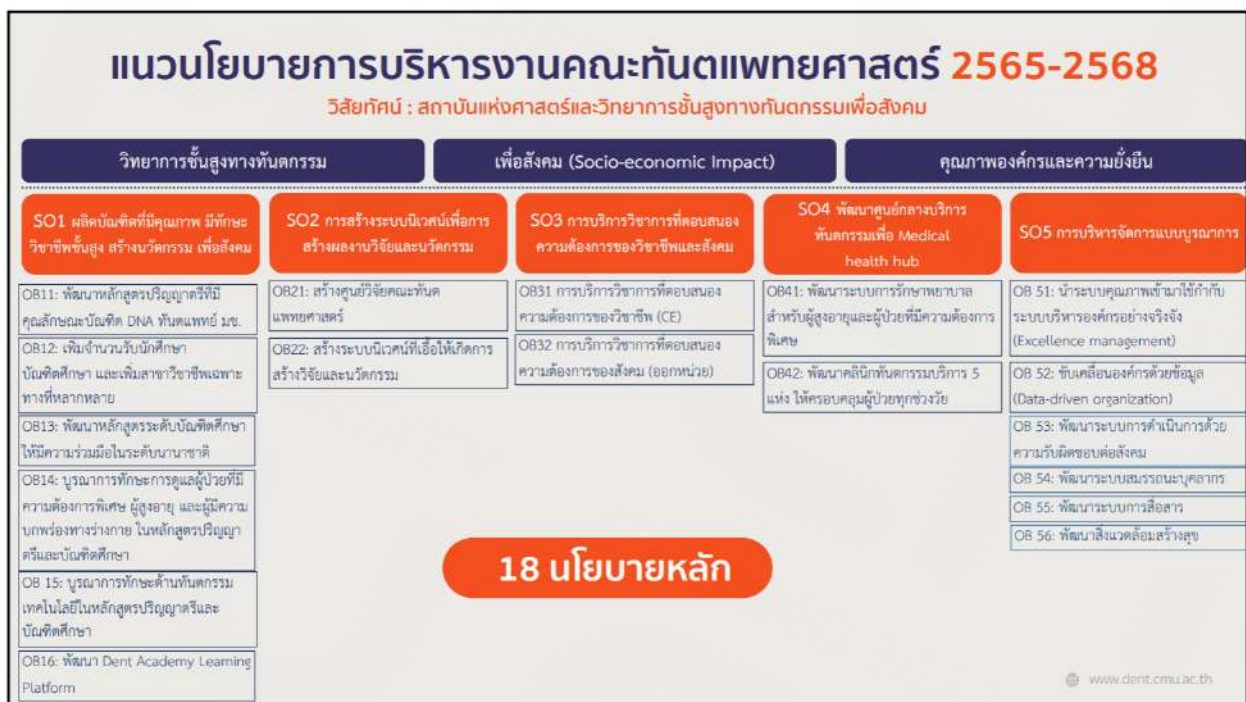 แนวนโยบายการบริหารงานคณะทันตแพทยศาสตร์ 2565-2568
วิสัยทัศน์ : สถาบันแห่งศาสตร์และวิทยาการชั้นสูงทางทันตกรรมเพื่อสังคม
วิทยาการชั้นสูงทางทันตกรรม
เพื่อสังคม (Socio-economic Impact)
คุณภาพองค์กรและความยั่งยืน
SO1 ผลิตบัณฑิตที่มีคุณภาพ มีทักษะ
วิชาชีพชั้นสูง สร้างนวัตกรรม เพื่อสังคม
OB11: พัฒนาหลักสูตรปริญญาตรีที่มี
คุณลักษณะบัณฑิต DNA ทันตแพทย์ มช.
OB12: เพิ่มจำนวนรับนักศึกษา
บัณฑิตศึกษา และเพิ่มสาขาวิชาชีพเฉพาะ
ทางที่หลากหลาย
OB13: พัฒนาหลักสูตรระดับบัณฑิตศึกษา
ให้มีความร่วมมือในระดับนานาชาติ
OB14: บูรณาการทักษะการดูแลผู้ป่วยที่มี
ความต้องการพิเศษ ผู้สูงอายุ และผู้มีความ
บกพร่องทางร่างกาย ในหลักสูตรปริญญา
ตรีและบัณฑิตศึกษา
OB 15: บูรณาการทักษะด้านทันตกรรม
เทคโนโลยีในหลักสูตรปริญญาตรีและ
บัณฑิตศึกษา
OB16: พัฒนา Dent Academy Learning
Platform
SO2 การสร้างระบบนิเวศน์เพื่อการ
สร้างผลงานวิจัยและนวัตกรรม
OB21: สร้างศูนย์วิจัยคณะทันต
แพทยศาสตร์
OB22: สร้างระบบนิเวศน์ที่เอื้อให้เกิดการ
สร้างวิจัยและนวัตกรรม
SO3 การบริการวิชาการที่ตอบสนอง
ความต้องการของวิชาชีพและสังคม
OB31 การบริการวิชาการที่ตอบสนอง
ความต้องการของวิชาชีพ (CE)
OB32 การบริการวิชาการที่ตอบสนอง
ความต้องการของสังคม (ออกหน่วย)
SO4 พัฒนาศูนย์กลางบริการ
ทันตกรรมเพื่อ Medical
health hub
OB41: พัฒนาระบบการรักษาพยาบาล
สำหรับผู้สูงอายุและผู้ป่วยที่มีความต้องการ
พิเศษ
OB42: พัฒนาคลินิกทันตกรรมบริการ 5
แห่ง ให้ครอบคลุมผู้ป่วยทุกช่วงวัย
SO5 การบริหารจัดการแบบบูรณาการ
OB 51: นำระบบคุณภาพเข้ามาใช้กำกับ
ระบบบริหารองค์กรอย่างจริงจัง
(Excellence management)
OB 52: ขับเคลื่อนองค์กรด้วยข้อมูล
(Data-driven organization)
OB 53: พัฒนาระบบการดำเนินการด้วย
ความรับผิดชอบต่อสังคม
OB 54: พัฒนาระบบสมรรถนะบุคลากร
OB 55: พัฒนาระบบการสื่อสาร
OB 56: พัฒนาสิ่งแวดล้อมสร้างสุข
18 นโยบายหลัก
www.dent.cmu.ac.th